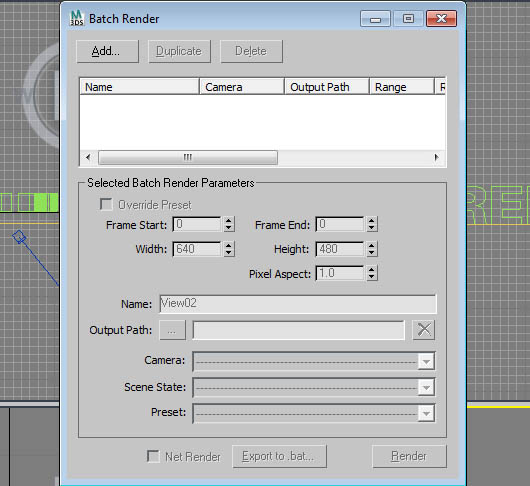 M
3DS Batch Render
Add... Duplicate Delete
Name Camera Output Path Range R
Selected Batch Render Parameters
Override Preset
Frame Start: 0 Frame End: 0
Width: 640 Height: 480
Pixel Aspect: 1.0
Name: View02
Output Path: ...
Camera: --------------------------------
Scene State: --------------------------------
Preset: --------------------------------
Net Render Export to .bat... Render
REN